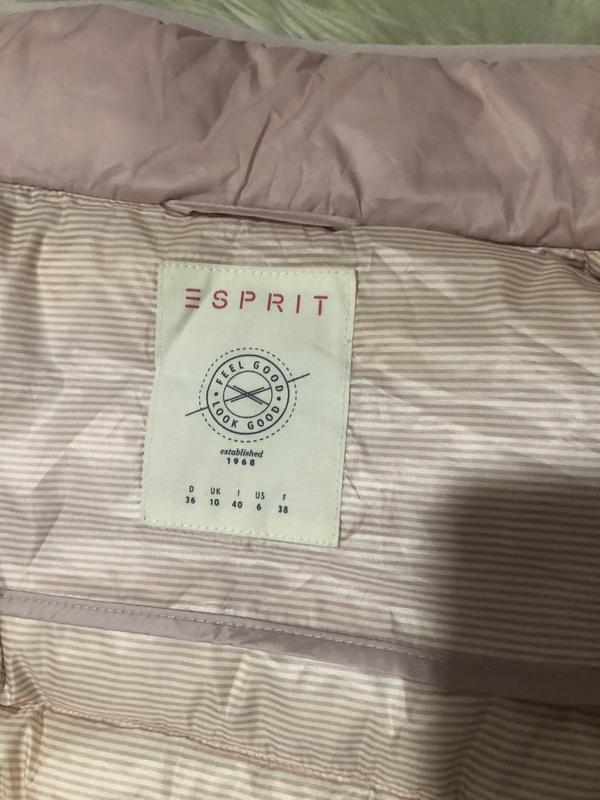 ESPRIT
FEEL GOOD
LOOK GOOD
established
1968
D UK I US F
36 10 40 6 38